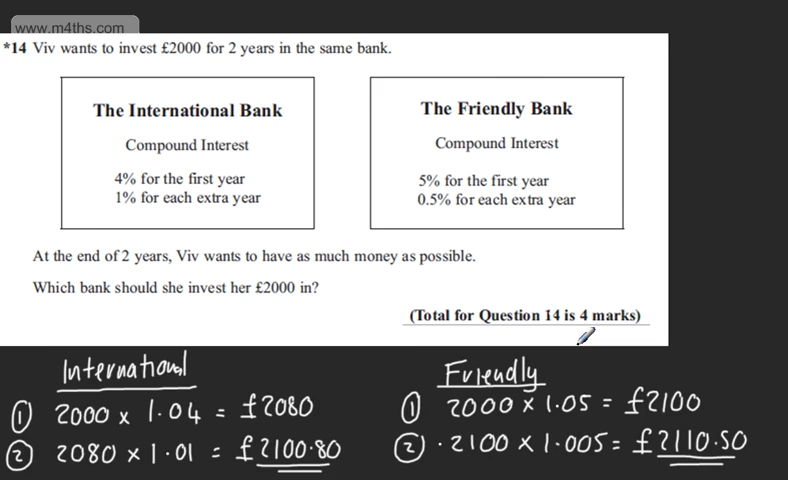 www.m4ths.com
*14 Viv wants to invest £2000 for 2 years in the same bank.
The International Bank
Compound Interest
4% for the first year
1% for each extra year
The Friendly Bank
Compound Interest
5% for the first year
0.5% for each extra year
At the end of 2 years, Viv wants to have as much money as possible.
Which bank should she invest her £2000 in?
(Total for Question 14 is 4 marks)
International
① 2000 × 1.04 = £2080
② 2080 × 1.01 = £2100.80
Friendly
① 2000 × 1.05 = £2100
② .2100 × 1.005 = £2110.50